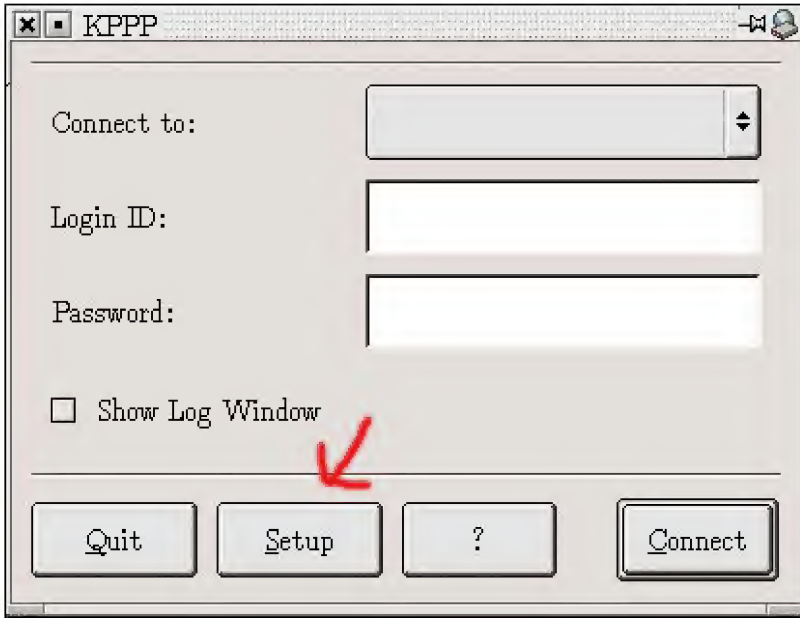 KPPP
Connect to:
Login ID:
Password:
Show Log Window
Quit Setup ? Connect